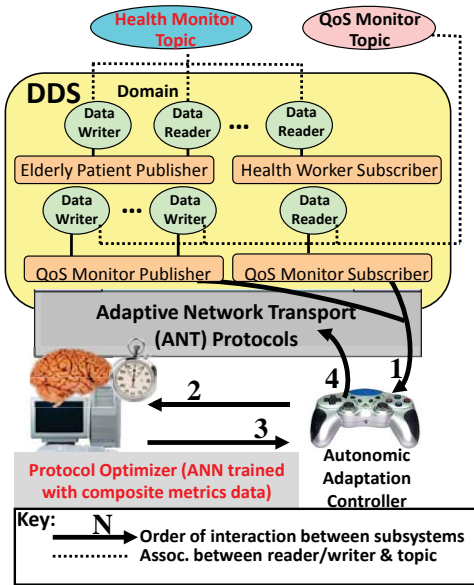 Health Monitor
Topic
QoS Monitor
Topic
DDS
Domain
Data
Writer
Data
Reader
...
Data
Reader
Elderly Patient Publisher
Health Worker Subscriber
Data
Writer
...
Data
Writer
Data
Reader
QoS Monitor Publisher
QoS Monitor Subscriber
Adaptive Network Transport
(ANT) Protocols
1
4
2
3
Protocol Optimizer (ANN trained
with composite metrics data)
Autonomic
Adaptation
Controller
Key:
N
Order of interaction between subsystems
Assoc. between reader/writer & topic